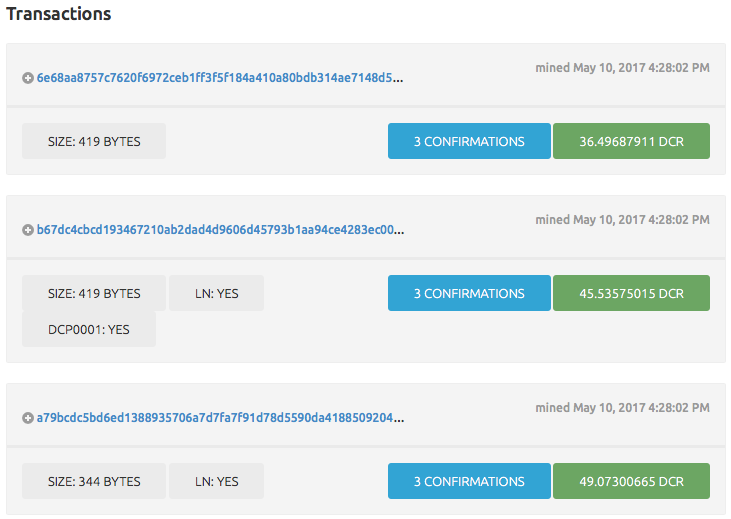 Transactions
6e68aa8757c7620f6972ceb1ff3f5f184a410a80bdb314ae7148d5...
mined May 10, 2017 4:28:02 PM
SIZE: 419 BYTES
3 CONFIRMATIONS
36.49687911 DCR
b67dc4cbcd193467210ab2dad4d9606d45793b1aa94ce4283ec00...
mined May 10, 2017 4:28:02 PM
SIZE: 419 BYTES
LN: YES
3 CONFIRMATIONS
45.53575015 DCR
DCP0001: YES
a79bcdc5bd6ed1388935706a7d7fa7f91d78d5590da4188509204...
mined May 10, 2017 4:28:02 PM
SIZE: 344 BYTES
LN: YES
3 CONFIRMATIONS
49.07300665 DCR